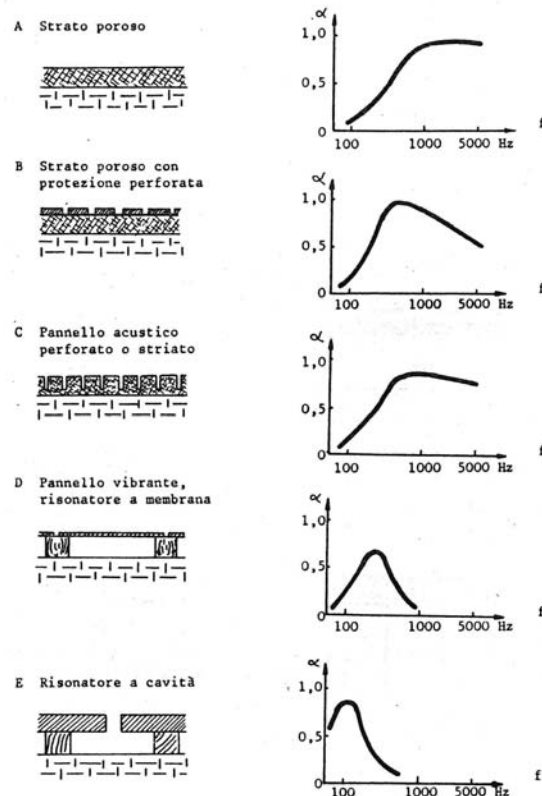 A Strato poroso
α
1,0
0,5
0
100 1000 5000 f
Hz
B Strato poroso con
protezione perforata
α
1,0
0,5
0
100 1000 5000 f
Hz
C Pannello acustico
perforato o striato
α
1,0
0,5
0
100 1000 5000 f
Hz
D Pannello vibrante,
risonatore a membrana
α
1,0
0,5
0
100 1000 5000 Hz f
E Risonatore a cavità
α
1,0
0,5
0
100 1000 5000 Hz f